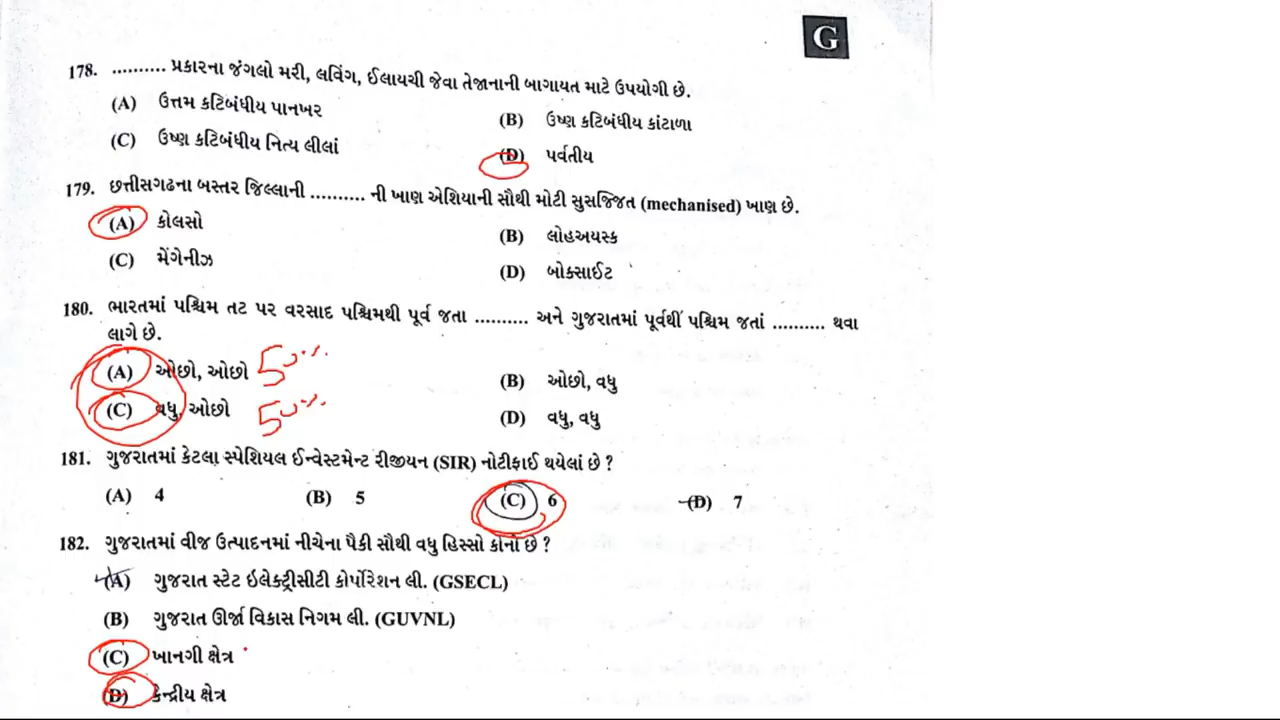 G
178. .......... પ્રકારના જંગલો મરી, લવિંગ, ઈલાયચી જેવા તેજાનાની બાગાયત માટે ઉપયોગી છે.
(A) ઉત્તમ કટિબંધીય પાનખર
(B) ઉષ્ણ કટિબંધીય કાંટાળા
(C) ઉષ્ણ કટિબંધીય નિત્ય લીલાં
(D) પર્વતીય
179. છત્તીસગઢના બસ્તર જિલ્લાની .......... ની ખાણ એશિયાની સૌથી મોટી સુસજ્જિત (mechanised) ખાણ છે.
(A) કોલસો
(B) લોહઅયસ્ક
(C) મેંગેનીઝ
(D) બોક્સાઈટ
180. ભારતમાં પશ્ચિમ તટ પર વરસાદ પશ્ચિમથી પૂર્વ જતા .......... અને ગુજરાતમાં પૂર્વથી પશ્ચિમ જતાં .......... થવા
લાગે છે.
(A) ઓછો, ઓછો 50%
(B) ઓછો, વધુ
(C) વધુ, ઓછો 50%
(D) વધુ, વધુ
181. ગુજરાતમાં કેટલા સ્પેશિયલ ઈન્વેસ્ટમેન્ટ રીજીયન (SIR) નોટીફાઈ થયેલાં છે ?
(A) 4 (B) 5 (C) 6 (D) 7
182. ગુજરાતમાં વીજ ઉત્પાદનમાં નીચેના પૈકી સૌથી વધુ હિસ્સો કોનો છે ?
(A) ગુજરાત સ્ટેટ ઇલેક્ટ્રીસીટી કોર્પોરેશન લી. (GSECL)
(B) ગુજરાત ઊર્જા વિકાસ નિગમ લી. (GUVNL)
(C) ખાનગી ક્ષેત્ર
(D) કેન્દ્રીય ક્ષેત્ર